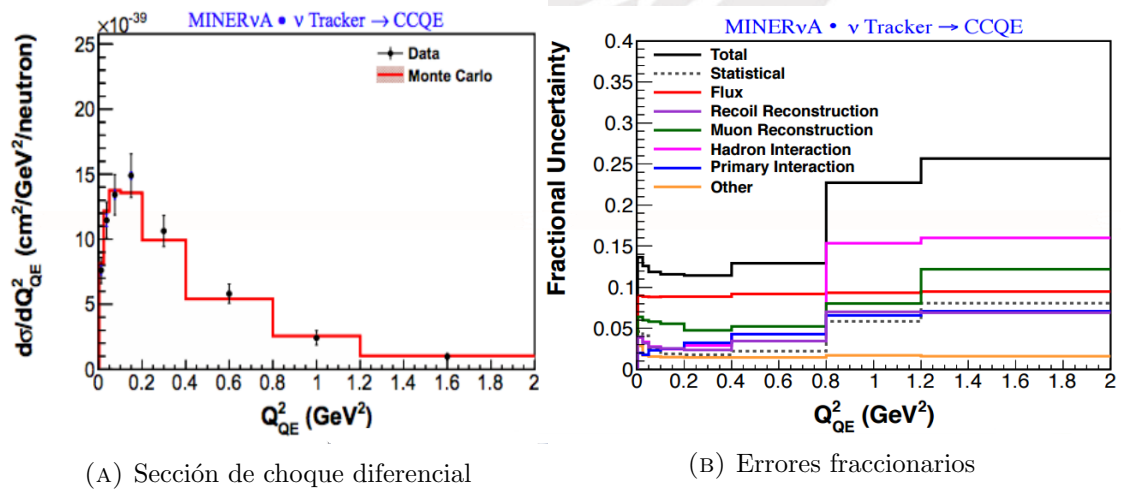 MINERνA • ν Tracker → CCQE
×10⁻³⁹
25
20
15
10
5
0
dσ/dQ²QE (cm²/GeV²/neutron)
Data
Monte Carlo
0 0.2 0.4 0.6 0.8 1 1.2 1.4 1.6 1.8 2
Q²QE (GeV²)
(A) Sección de choque diferencial
MINERνA • ν Tracker → CCQE
0.4
0.35
0.3
0.25
0.2
0.15
0.1
0.05
0
Fractional Uncertainty
Total
Statistical
Flux
Recoil Reconstruction
Muon Reconstruction
Hadron Interaction
Primary Interaction
Other
0 0.2 0.4 0.6 0.8 1 1.2 1.4 1.6 1.8 2
Q²QE (GeV²)
(B) Errores fraccionarios